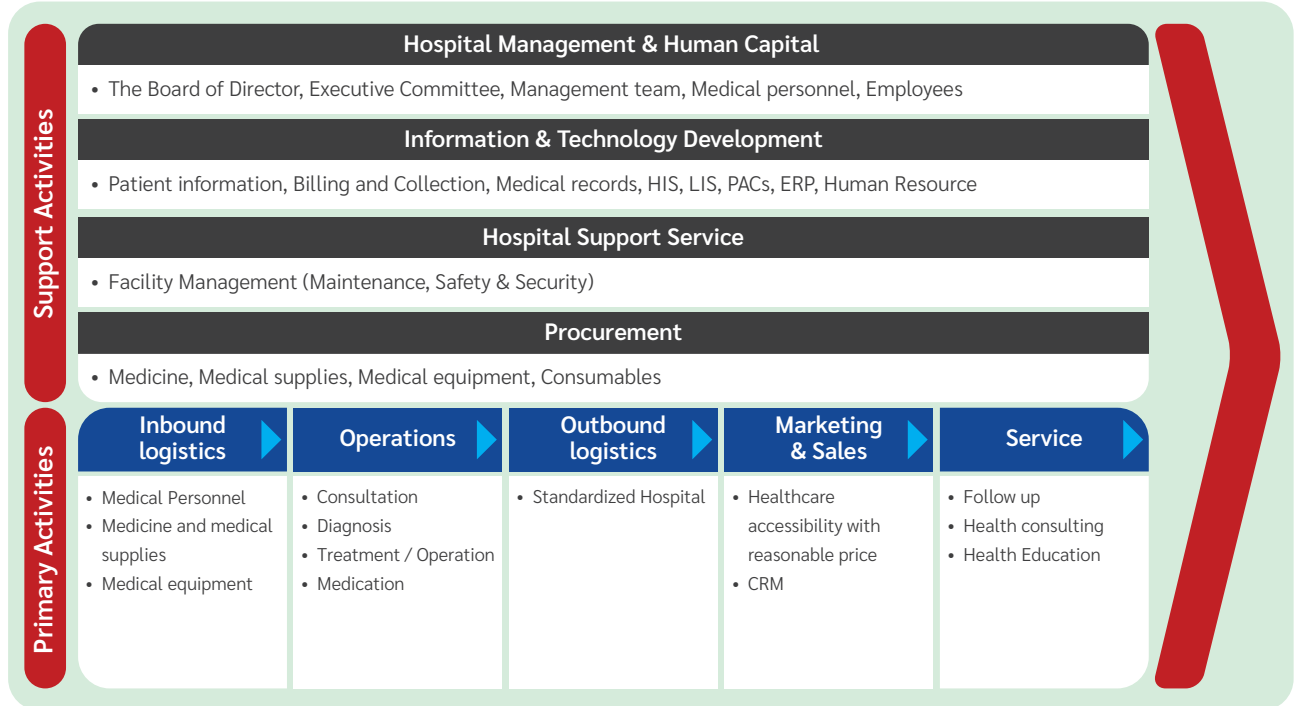 Support Activities
Hospital Management & Human Capital
• The Board of Director, Executive Committee, Management team, Medical personnel, Employees
Information & Technology Development
• Patient information, Billing and Collection, Medical records, HIS, LIS, PACs, ERP, Human Resource
Hospital Support Service
• Facility Management (Maintenance, Safety & Security)
Procurement
• Medicine, Medical supplies, Medical equipment, Consumables
Primary Activities
Inbound
logistics
• Medical Personnel
• Medicine and medical
supplies
• Medical equipment
Operations
• Consultation
• Diagnosis
• Treatment / Operation
• Medication
Outbound
logistics
• Standardized Hospital
Marketing
& Sales
• Healthcare
accessibility with
reasonable price
• CRM
Service
• Follow up
• Health consulting
• Health Education